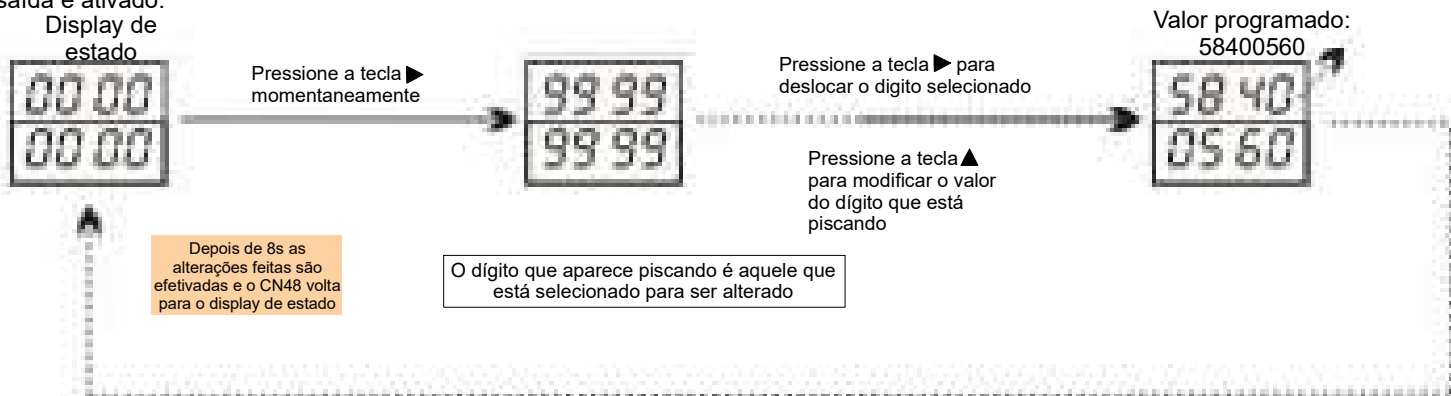 saída é ativado.
Display de
estado
00 00
00 00
Pressione a tecla ▶
momentaneamente
99 99
99 99
Pressione a tecla ▶ para
deslocar o digito selecionado
Pressione a tecla ▲
para modificar o valor
do dígito que está
piscando
Valor programado:
58400560
58 40
05 60
Depois de 8s as
alterações feitas são
efetivadas e o CN48 volta
para o display de estado
O dígito que aparece piscando é aquele que
está selecionado para ser alterado